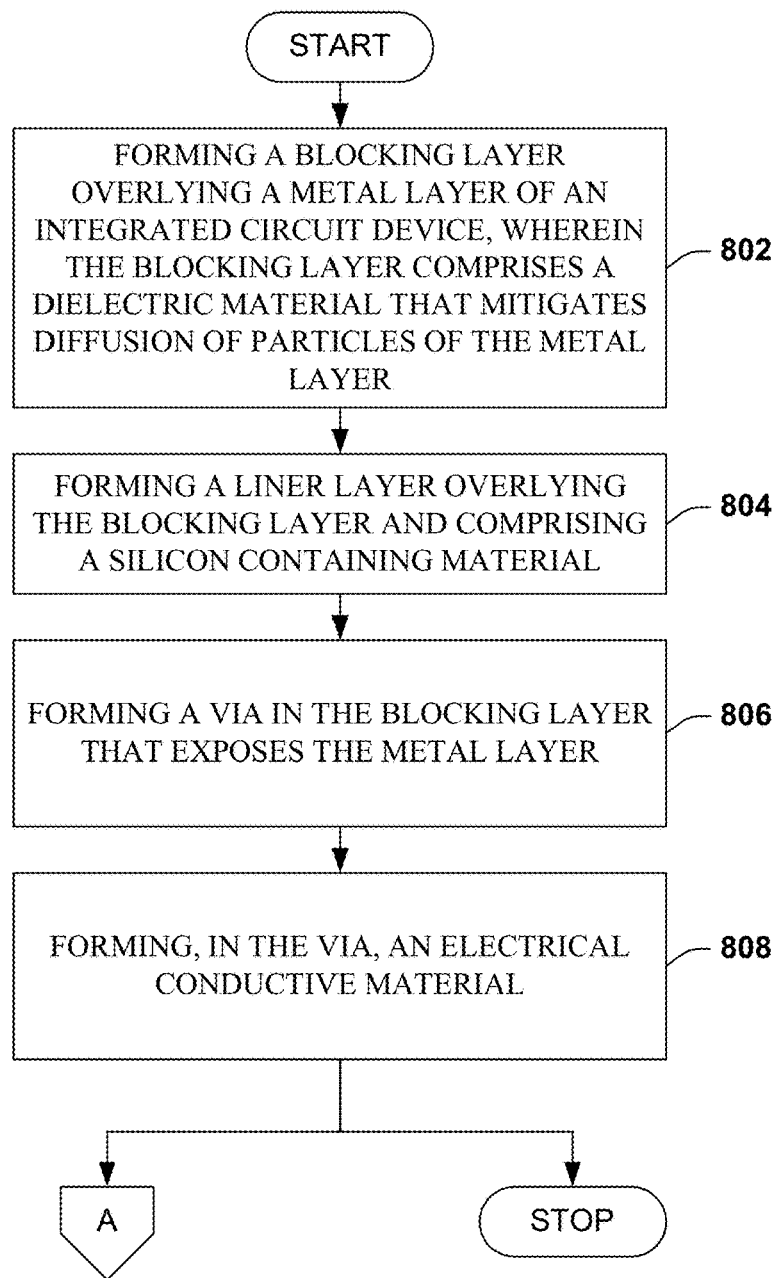 START
FORMING A BLOCKING LAYER
OVERLYING A METAL LAYER OF AN
INTEGRATED CIRCUIT DEVICE, WHEREIN
THE BLOCKING LAYER COMPRISES A
DIELECTRIC MATERIAL THAT MITIGATES
DIFFUSION OF PARTICLES OF THE METAL
LAYER
802
FORMING A LINER LAYER OVERLYING
THE BLOCKING LAYER AND COMPRISING
A SILICON CONTAINING MATERIAL
804
FORMING A VIA IN THE BLOCKING LAYER
THAT EXPOSES THE METAL LAYER
806
FORMING, IN THE VIA, AN ELECTRICAL
CONDUCTIVE MATERIAL
808
A
STOP